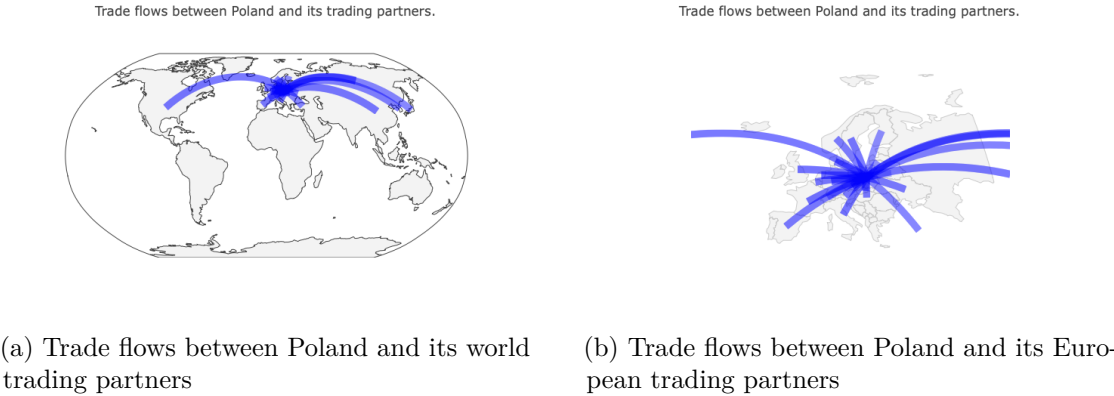 Trade flows between Poland and its trading partners.
Trade flows between Poland and its trading partners.
(a) Trade flows between Poland and its world
trading partners
(b) Trade flows between Poland and its Euro-
pean trading partners